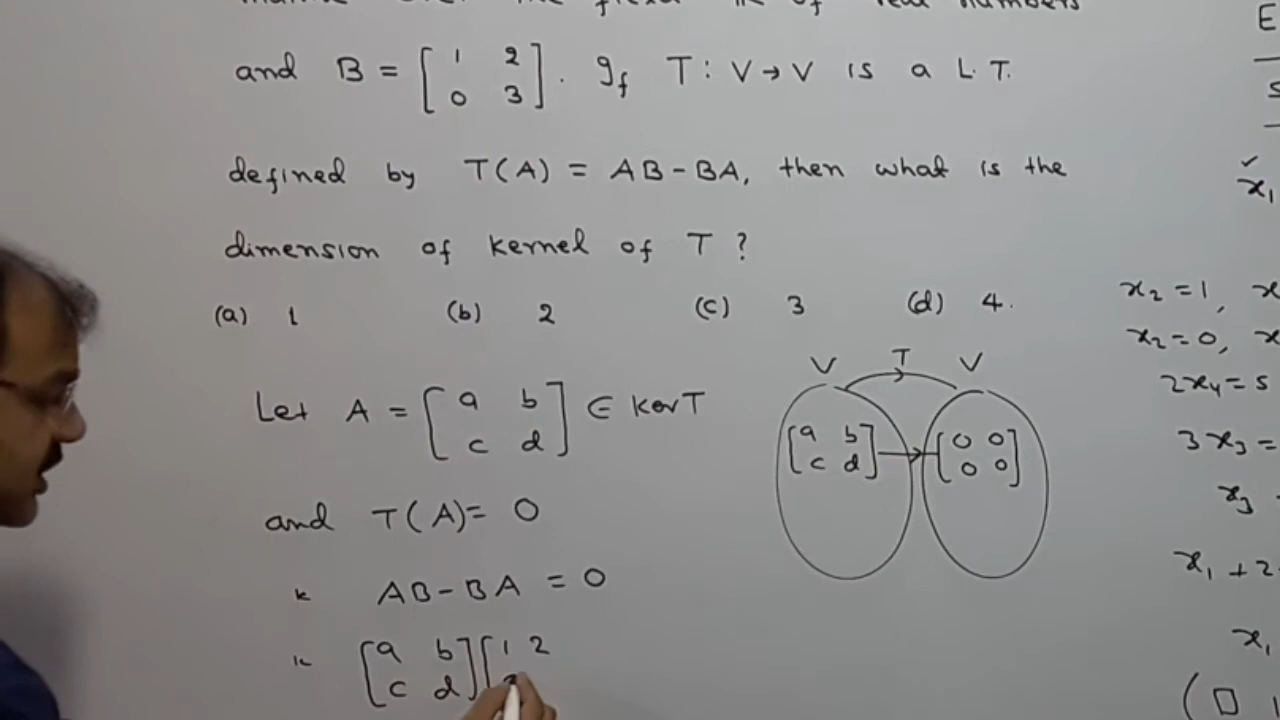 and B = [ 1 2 0 3 ] . If T : V → V is a L.T.
defined by T(A) = AB - BA, then what is the
dimension of kernel of T ?
(a) 1 (b) 2 (c) 3 (d) 4.
Let A = [ a b c d ] ∈ Ker T
and T(A) = 0
AB - BA = 0
[ a b c d ] [ 1 2
V T V
[ a b c d ] → [ 0 0 0 0 ]
E
S
✓
x₁
x₂ = 1, x
x₂ = 0, x
2x₄ = s
3x₃ =
x₃
x₁ + 2
x₁